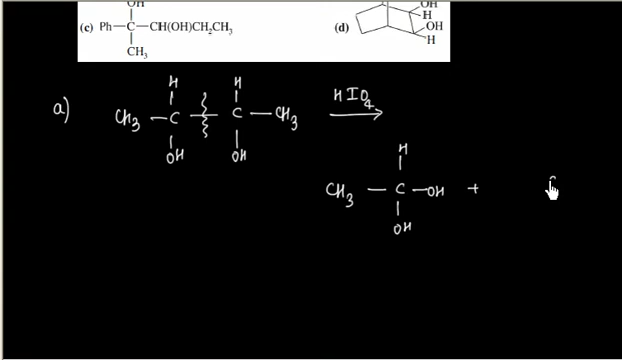 OH
(c) Ph—C—CH(OH)CH₂CH₃
CH₃
(d)
OH
H
OH
H
a)
H H
CH₃ — C — C — CH₃
OH OH
HIO₄
H
CH₃ — C — OH +
OH